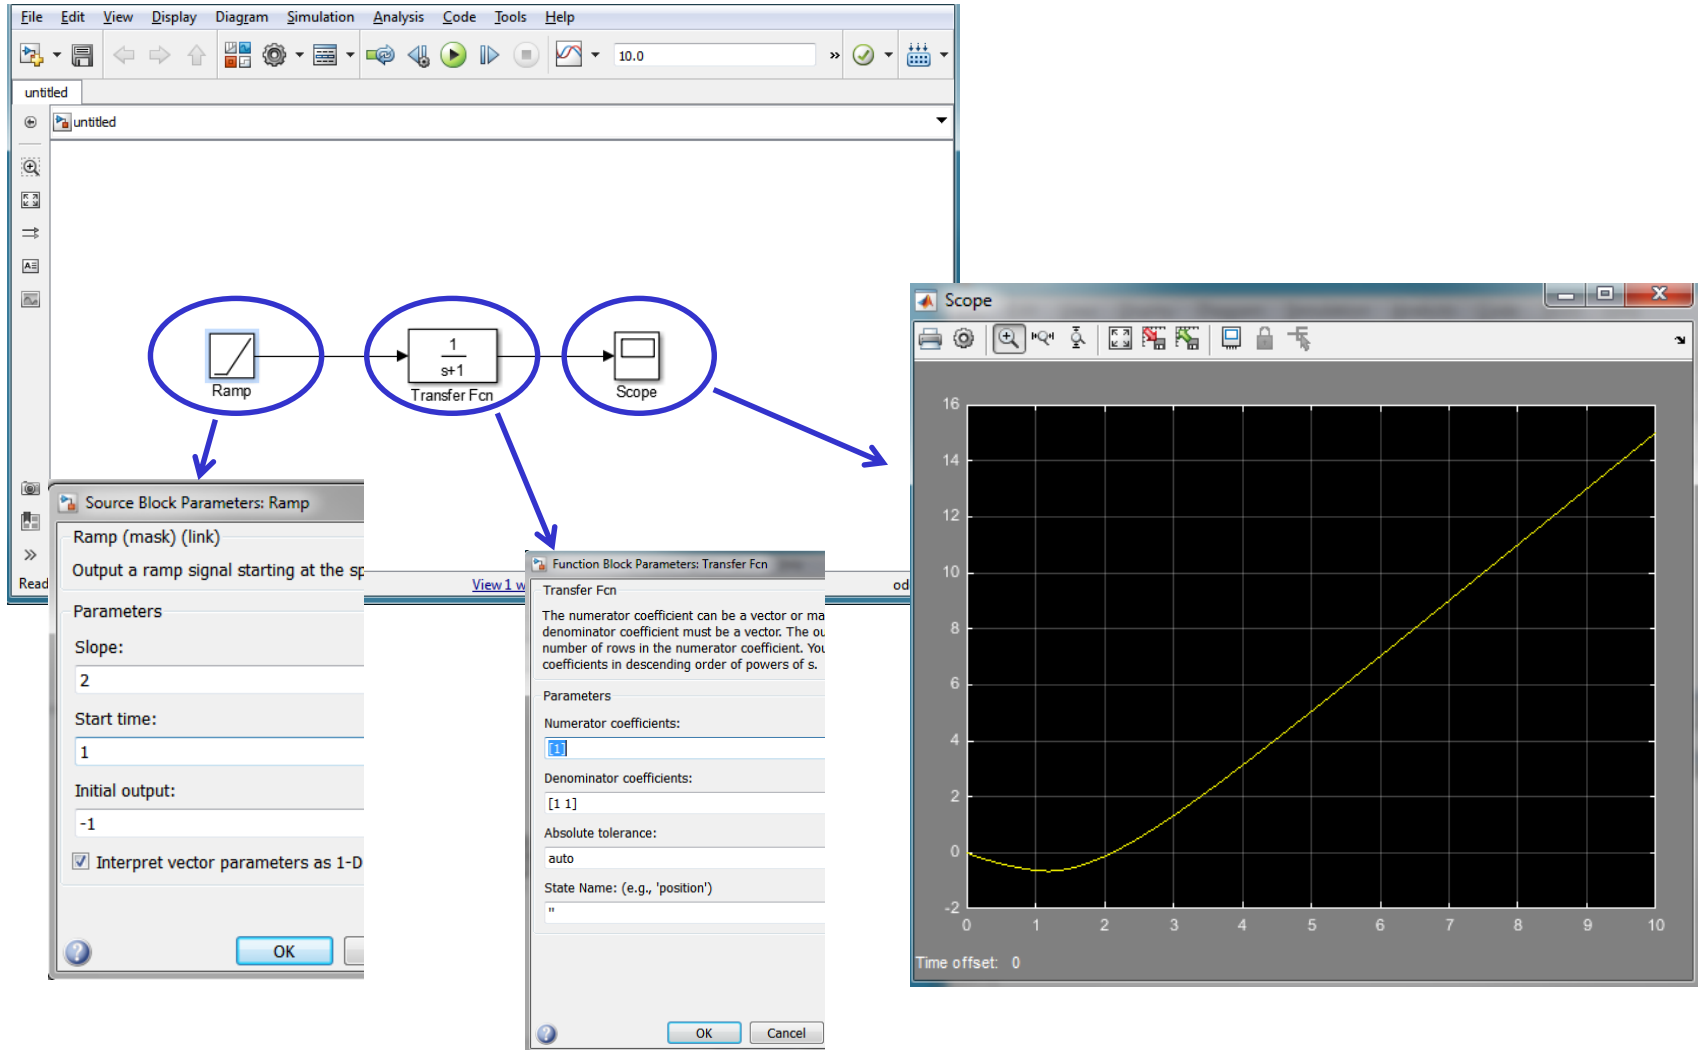 File Edit View Display Diagram Simulation Analysis Code Tools Help
10.0
»
untitled
untitled
1
s+1
Ramp
Transfer Fcn
Scope
»
Read
View 1 w
od
Source Block Parameters: Ramp
Ramp (mask) (link)
Output a ramp signal starting at the sp
Parameters
Slope:
2
Start time:
1
Initial output:
-1
Interpret vector parameters as 1-D
OK
Function Block Parameters: Transfer Fcn
Transfer Fcn
The numerator coefficient can be a vector or ma
denominator coefficient must be a vector. The ou
number of rows in the numerator coefficient. You
coefficients in descending order of powers of s.
Parameters
Numerator coefficients:
[1]
Denominator coefficients:
[1 1]
Absolute tolerance:
auto
State Name: (e.g., 'position')
''
OK Cancel
Scope
16
14
12
10
8
6
4
2
0
-2
0 1 2 3 4 5 6 7 8 9 10
Time offset: 0